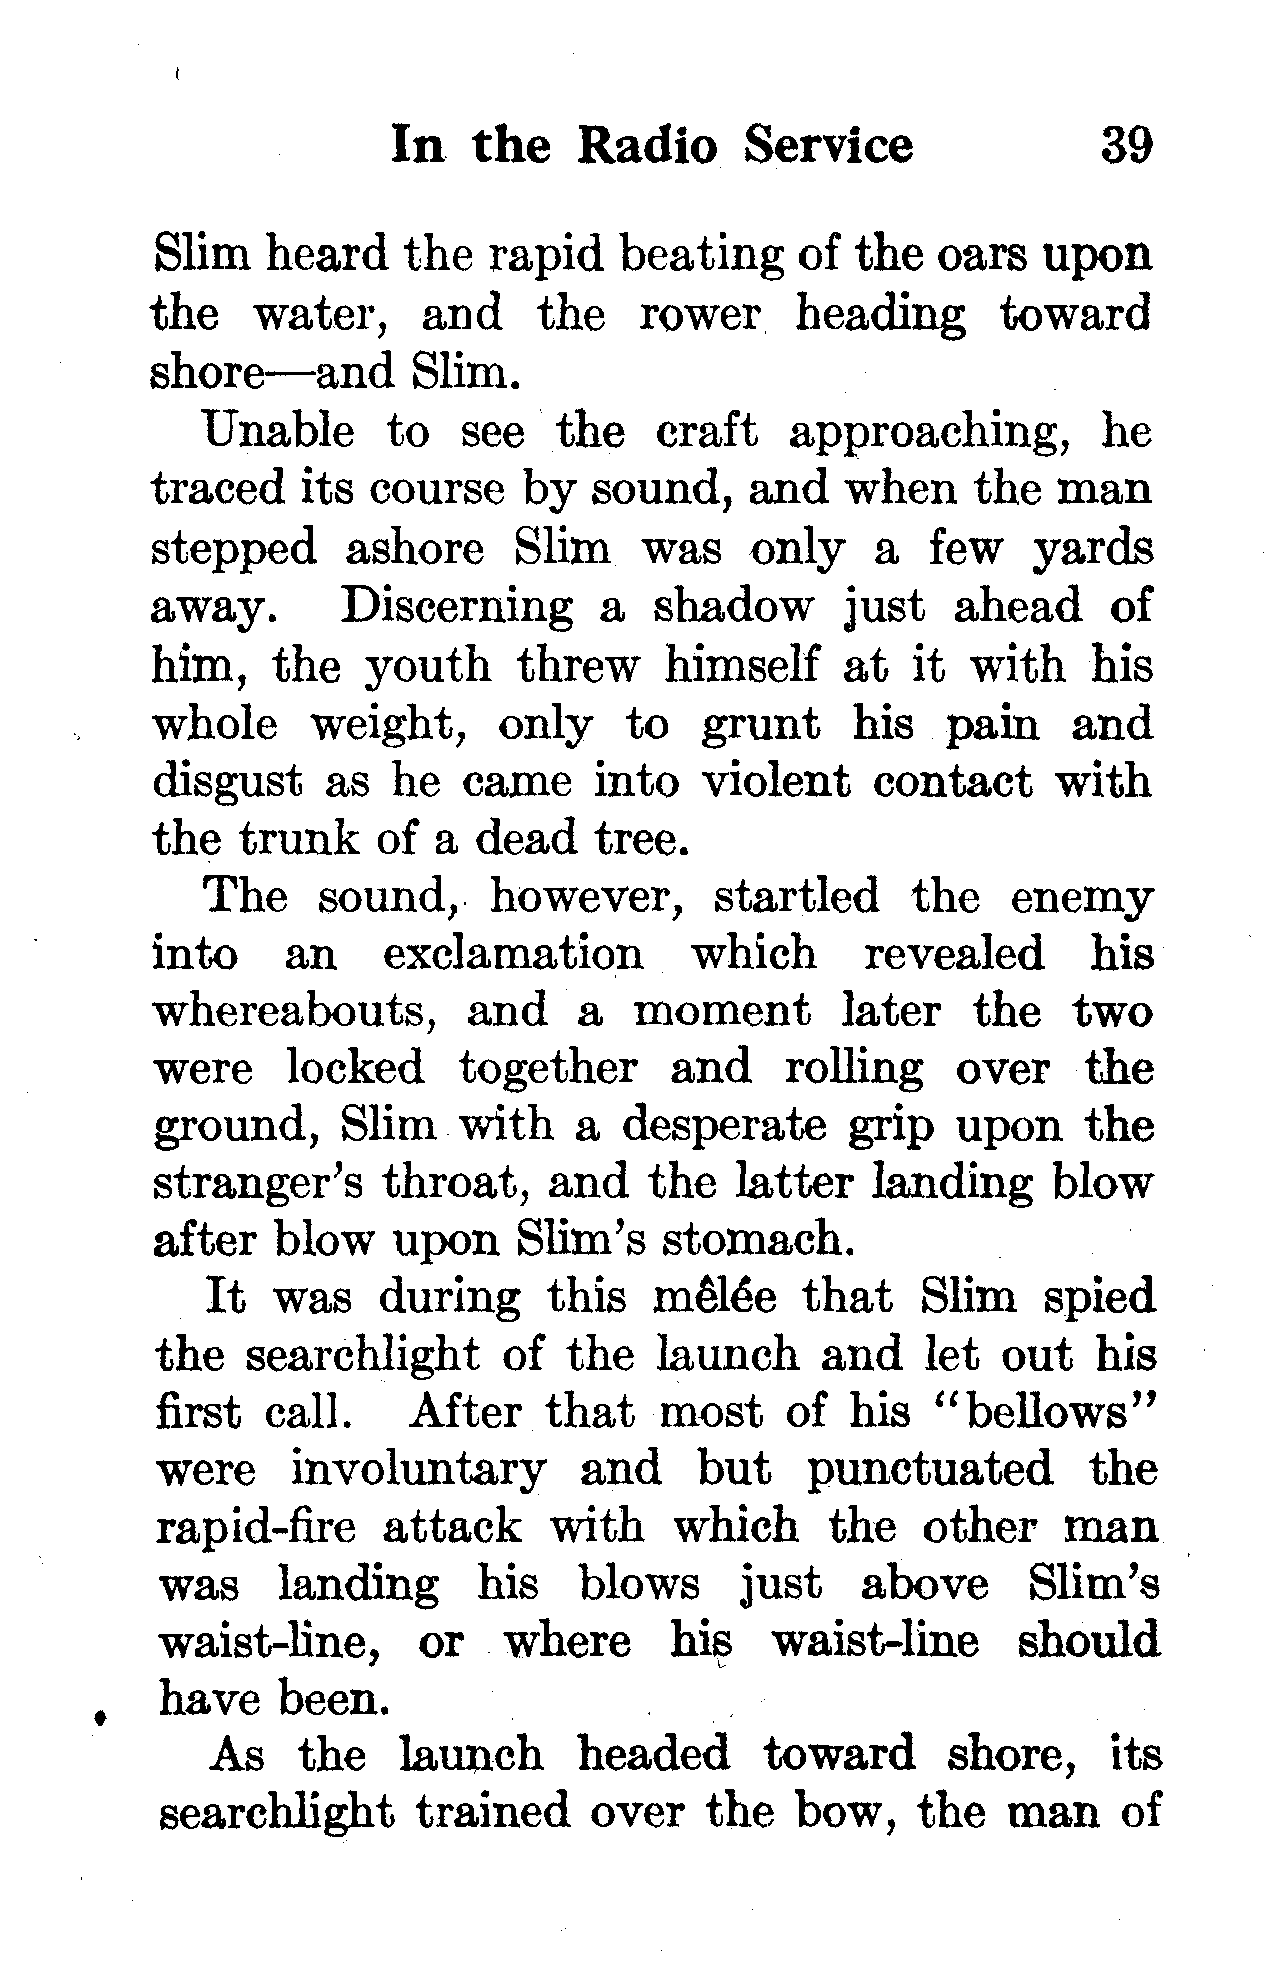 In the Radio Service 39
Slim heard the rapid beating of the oars upon
the water, and the rower heading toward
shore—and Slim.
Unable to see the craft approaching, he
traced its course by sound, and when the man
stepped ashore Slim was only a few yards
away. Discerning a shadow just ahead of
him, the youth threw himself at it with his
whole weight, only to grunt his pain and
disgust as he came into violent contact with
the trunk of a dead tree.
The sound, however, startled the enemy
into an exclamation which revealed his
whereabouts, and a moment later the two
were locked together and rolling over the
ground, Slim with a desperate grip upon the
stranger's throat, and the latter landing blow
after blow upon Slim's stomach.
It was during this mêlée that Slim spied
the searchlight of the launch and let out his
first call. After that most of his "bellows"
were involuntary and but punctuated the
rapid-fire attack with which the other man
was landing his blows just above Slim's
waist-line, or where his waist-line should
have been.
As the launch headed toward shore, its
searchlight trained over the bow, the man of